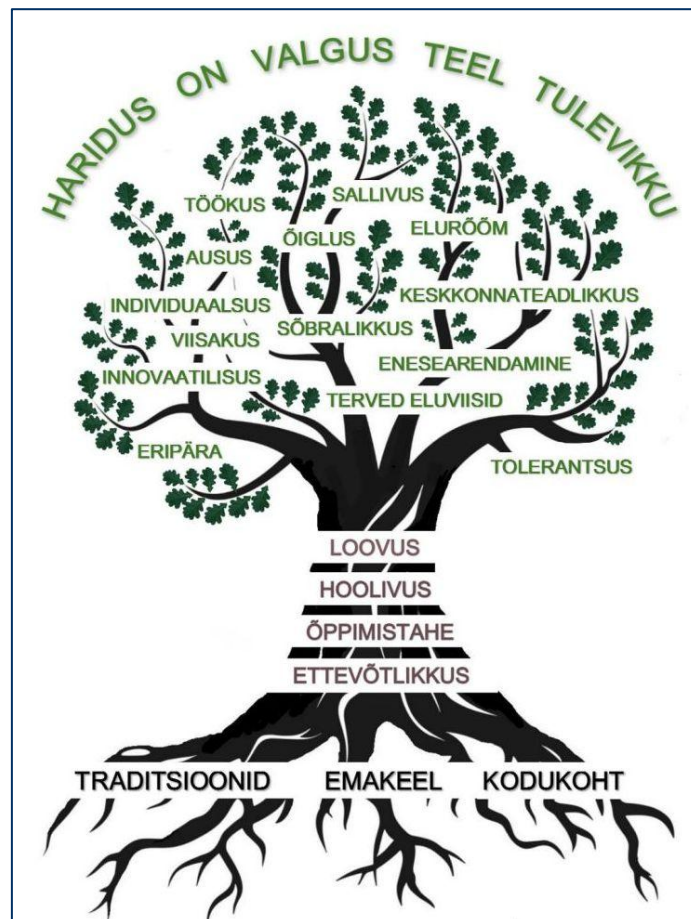 HARIDUS ON VALGUS TEEL TULEVIKKU
SALLIVUS
TÖÖKUS
ELURÕÕM
ÕIGLUS
AUSUS
KESKKONNATEADLIKKUS
INDIVIDUAALSUS
SÕBRALIKKUS
VIISAKUS
ENESEARENDAMINE
INNOVAATILISUS
TERVED ELUVIISID
ERIPÄRA
TOLERANTSUS
LOOVUS
HOOLIVUS
ÕPPIMISTAHE
ETTEVÕTLIKKUS
TRADITSIOONID EMAKEEL KODUKOHT